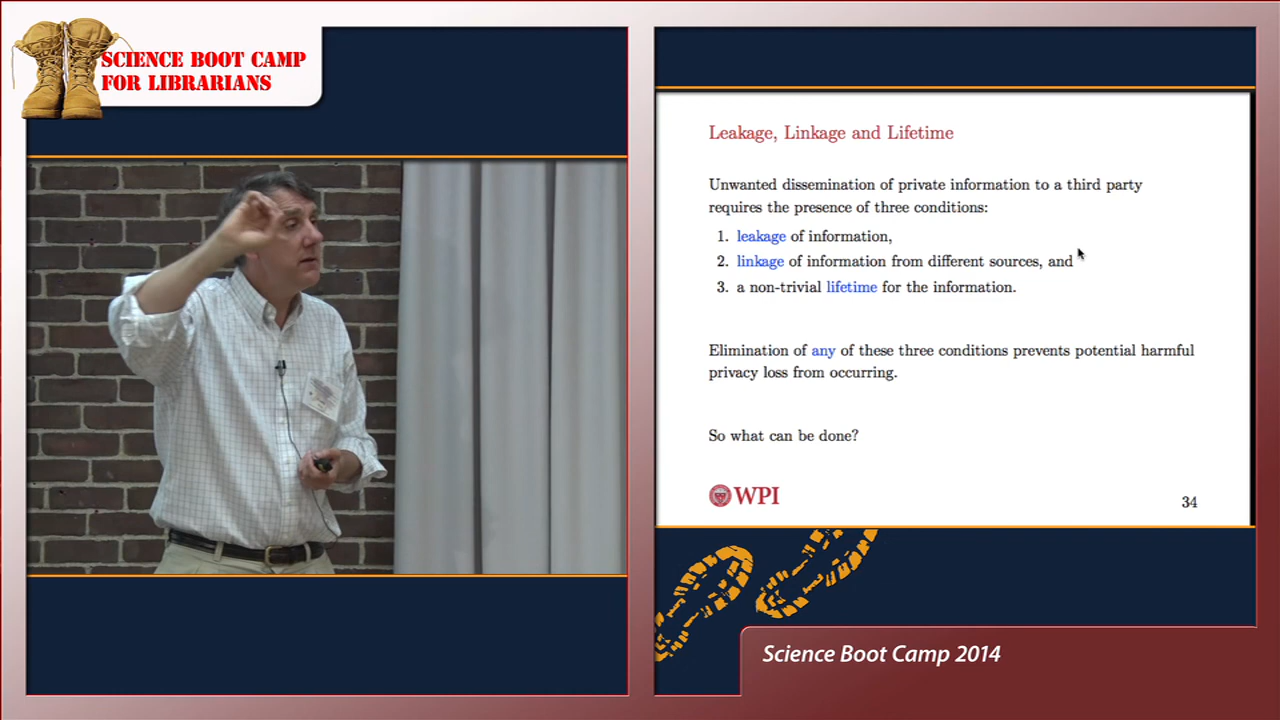 SCIENCE BOOT CAMP
FOR LIBRARIANS
Leakage, Linkage and Lifetime
Unwanted dissemination of private information to a third party
requires the presence of three conditions:
1. leakage of information,
2. linkage of information from different sources, and
3. a non-trivial lifetime for the information.
Elimination of any of these three conditions prevents potential harmful
privacy loss from occurring.
So what can be done?
WPI
34
Science Boot Camp 2014